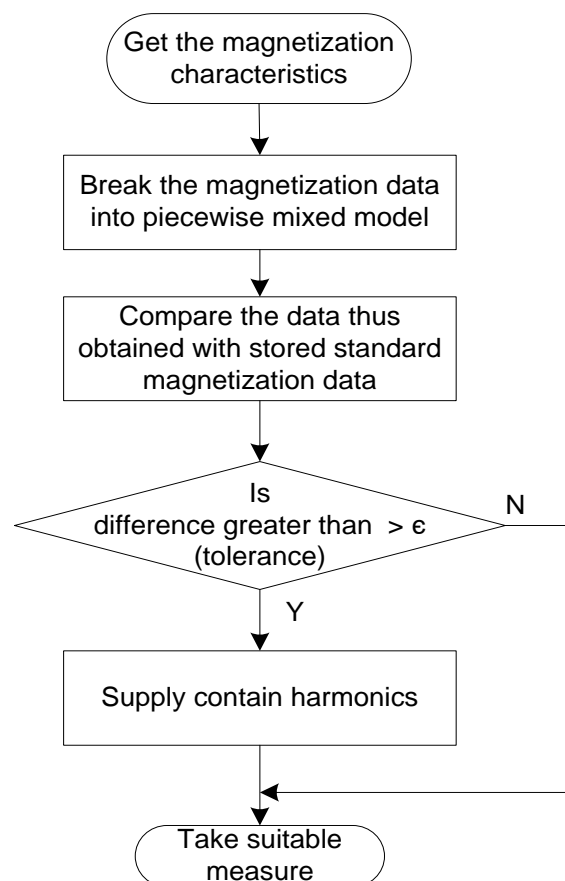 Get the magnetization
characteristics
Break the magnetization data
into piecewise mixed model
Compare the data thus
obtained with stored standard
magnetization data
Is
difference greater than > є
(tolerance)
N
Y
Supply contain harmonics
Take suitable
measure